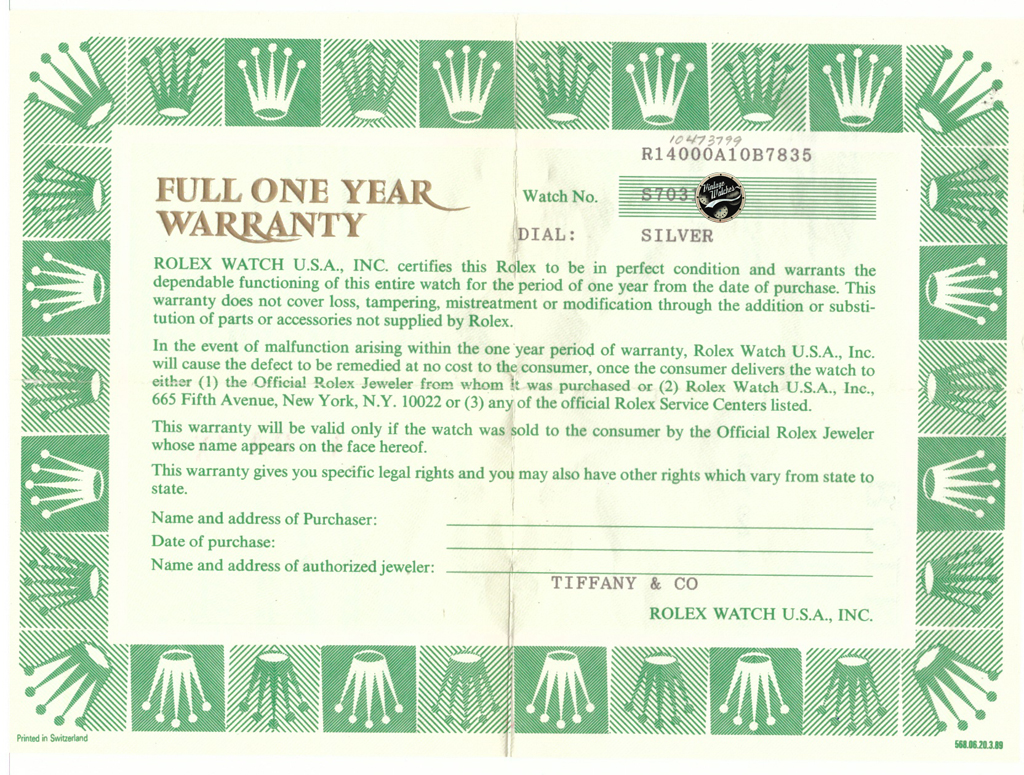 10473799
R14000A10B7835
FULL ONE YEAR
WARRANTY
Watch No.
S703
Vintage
Watches
DIAL: SILVER
ROLEX WATCH U.S.A., INC. certifies this Rolex to be in perfect condition and warrants the
dependable functioning of this entire watch for the period of one year from the date of purchase. This
warranty does not cover loss, tampering, mistreatment or modification through the addition or substi-
tution of parts or accessories not supplied by Rolex.
In the event of malfunction arising within the one year period of warranty, Rolex Watch U.S.A., Inc.
will cause the defect to be remedied at no cost to the consumer, once the consumer delivers the watch to
either (1) the Official Rolex Jeweler from whom it was purchased or (2) Rolex Watch U.S.A., Inc.,
665 Fifth Avenue, New York, N.Y. 10022 or (3) any of the official Rolex Service Centers listed.
This warranty will be valid only if the watch was sold to the consumer by the Official Rolex Jeweler
whose name appears on the face hereof.
This warranty gives you specific legal rights and you may also have other rights which vary from state to
state.
Name and address of Purchaser:
Date of purchase:
Name and address of authorized jeweler:
TIFFANY & CO
ROLEX WATCH U.S.A., INC.
Printed in Switzerland
568.06.20.3.89